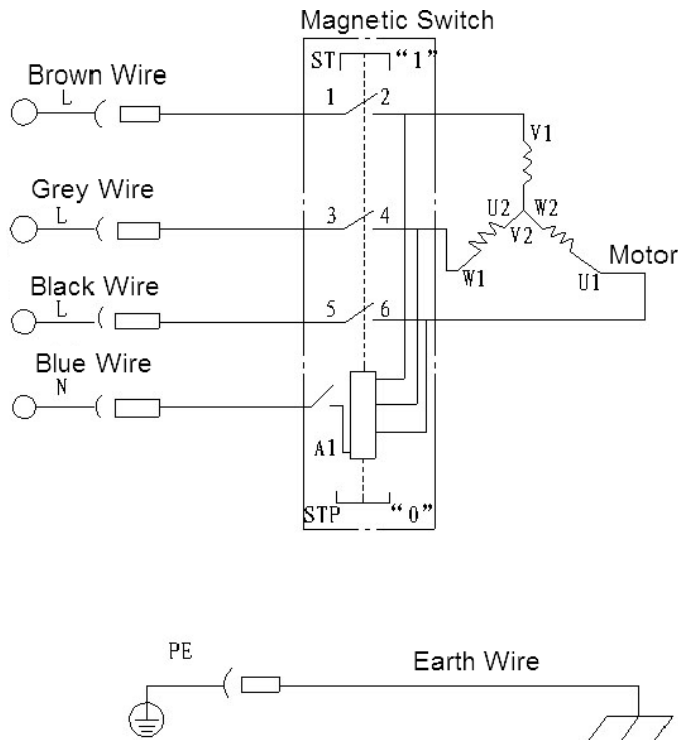 Magnetic Switch
ST “1”
Brown Wire
L
1 2
V1
Grey Wire
L
3 4
U2 W2
V2
Motor
W1
U1
Black Wire
L
5 6
Blue Wire
N
A1
STP “0”
PE
Earth Wire